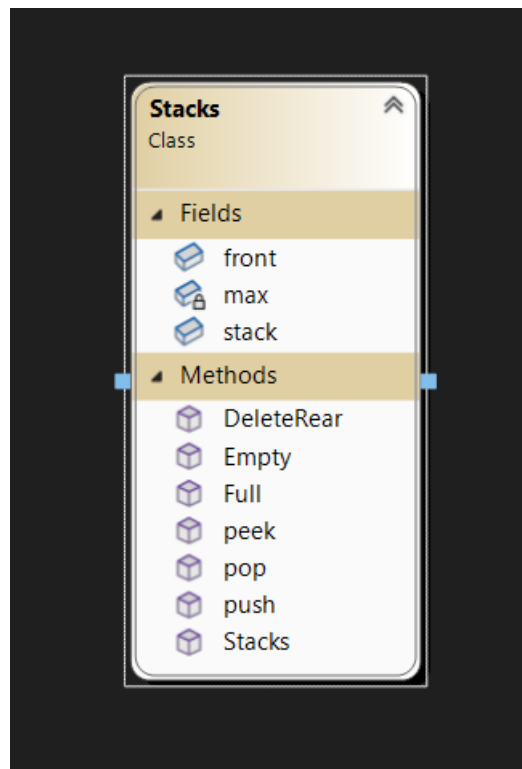 Stacks
Class
Fields
front
max
stack
Methods
DeleteRear
Empty
Full
peek
pop
push
Stacks